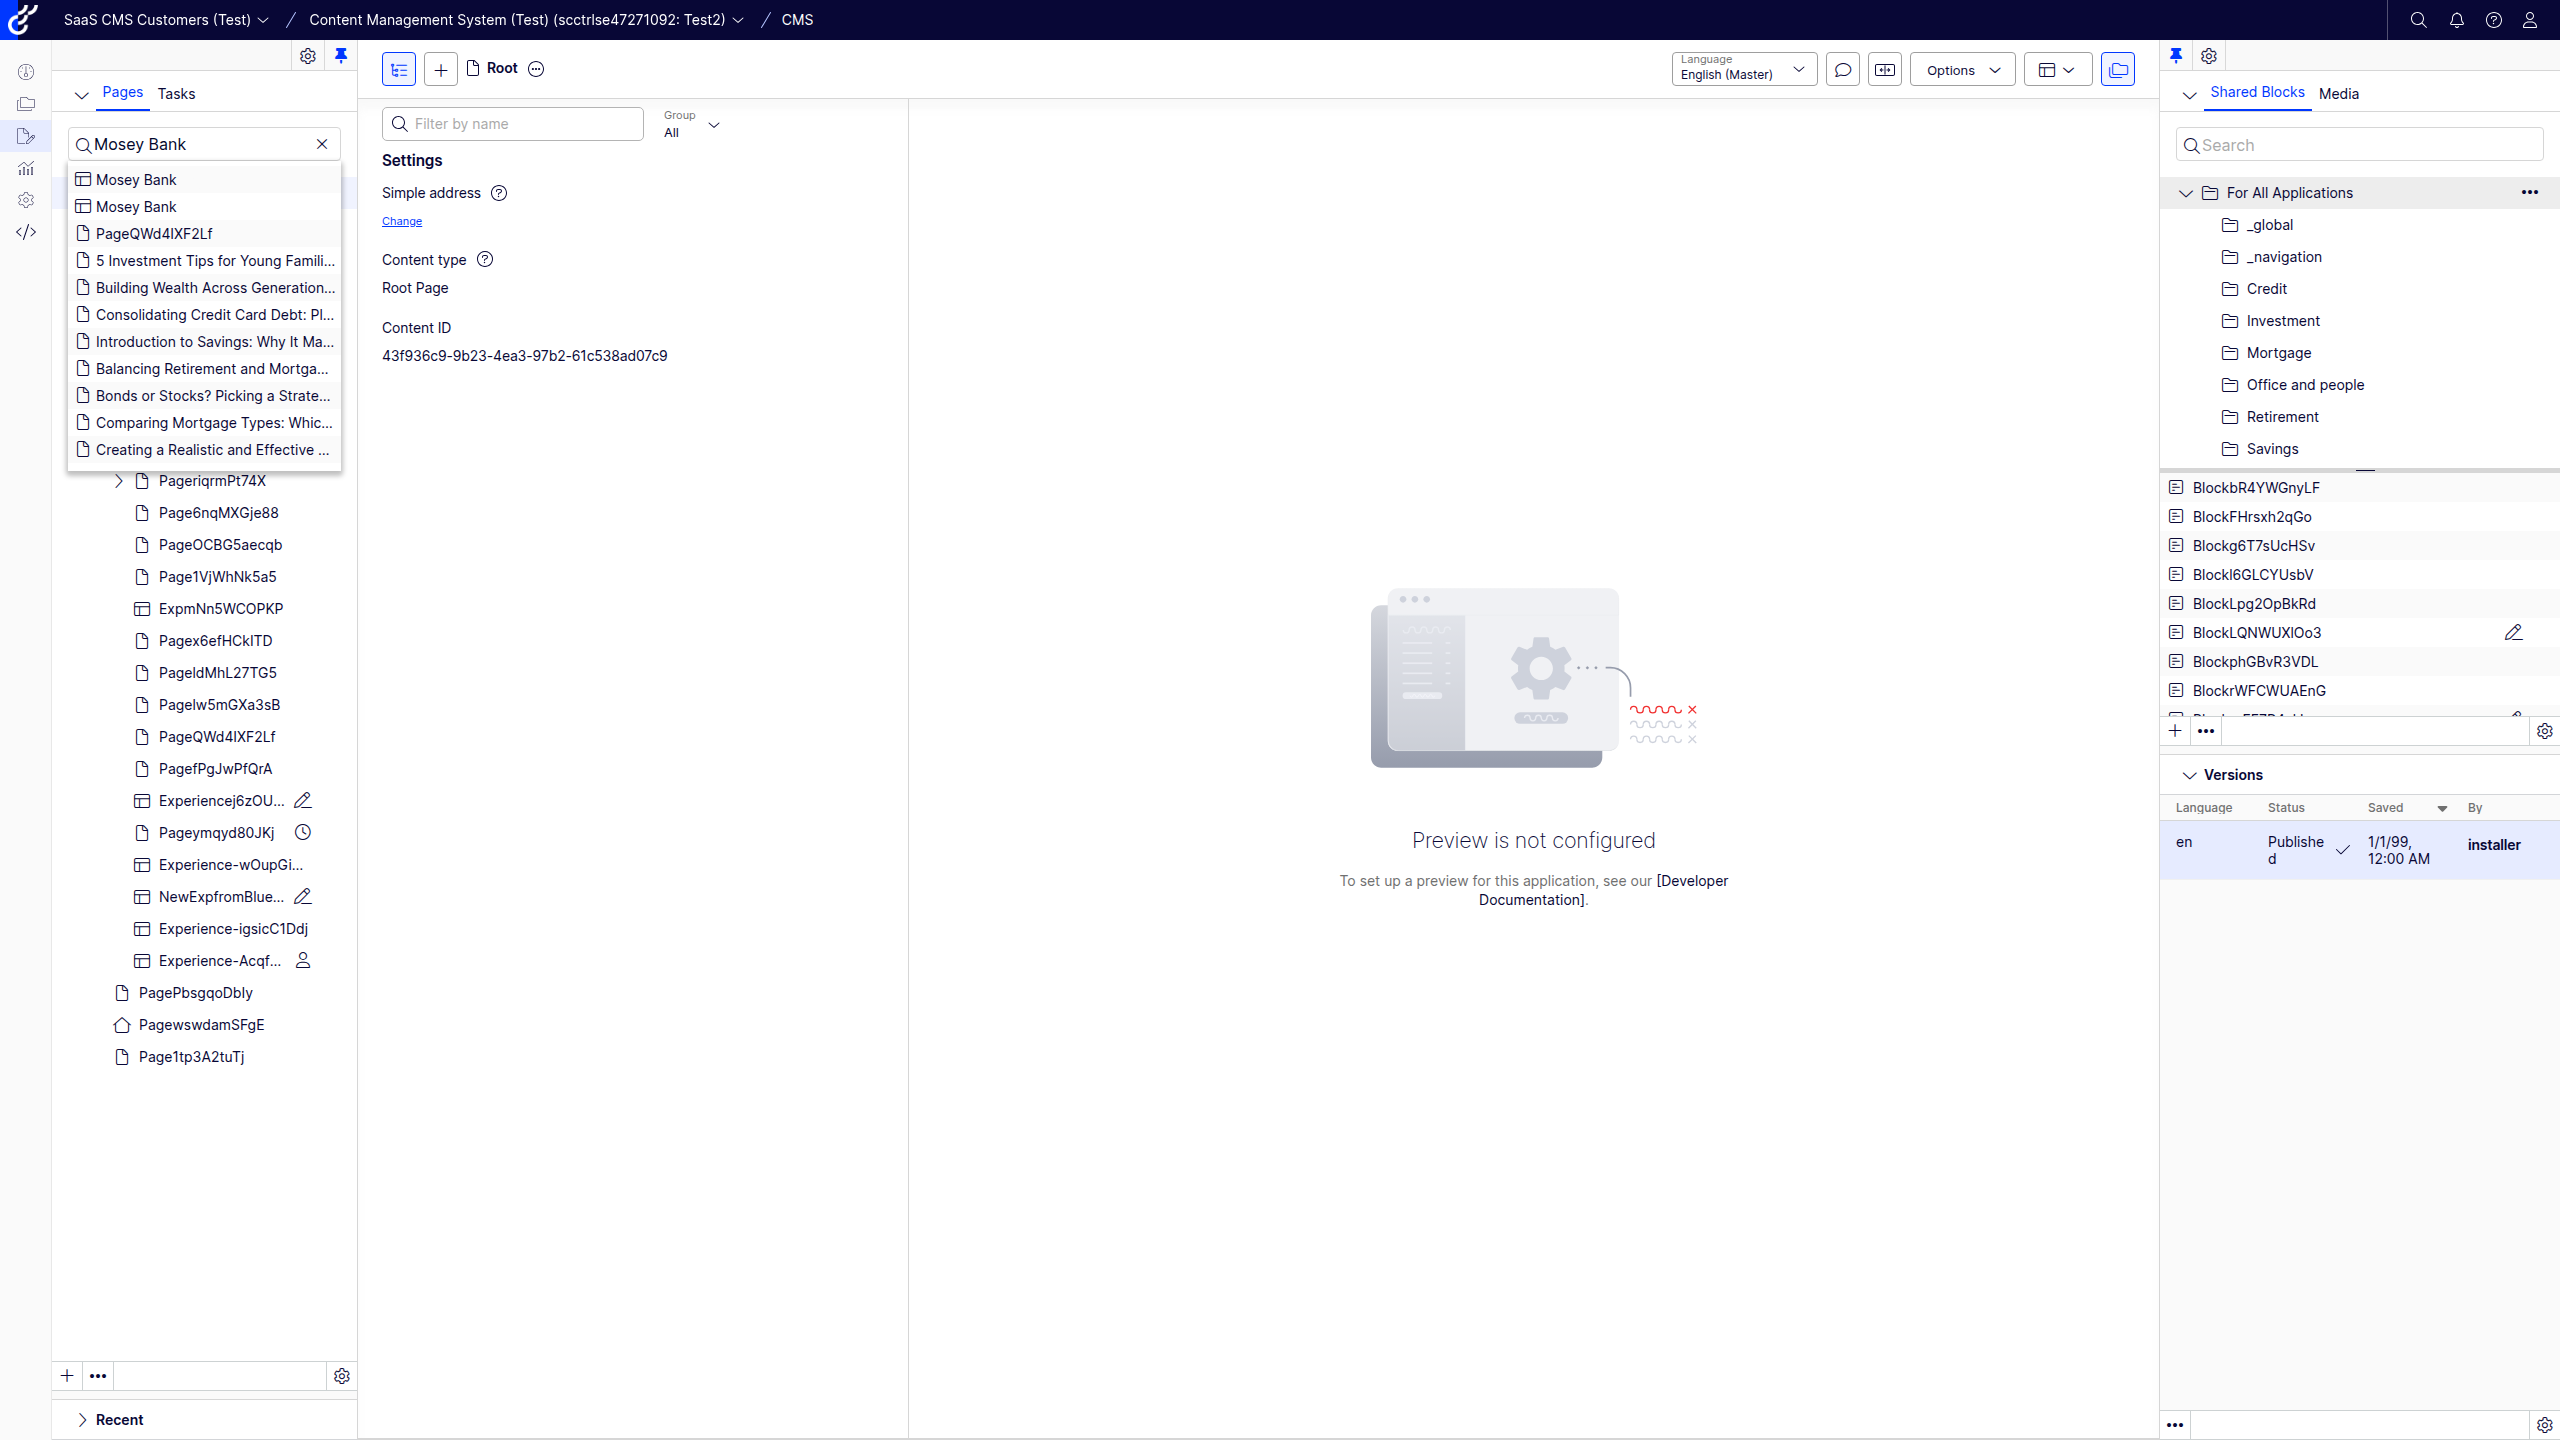 SaaS CMS Customers (Test) / Content Management System (Test) (scctrlse47271092: Test2) / CMS
Pages Tasks
Mosey Bank
Mosey Bank
Mosey Bank
PageQWd4IXF2Lf
5 Investment Tips for Young Famili...
Building Wealth Across Generation...
Consolidating Credit Card Debt: Pl...
Introduction to Savings: Why It Ma...
Balancing Retirement and Mortga...
Bonds or Stocks? Picking a Strate...
Comparing Mortgage Types: Whic...
Creating a Realistic and Effective ...
PageriqrmPt74X
Page6nqMXGje88
PageOCBG5aecqb
Page1VjWhNk5a5
ExpmNn5WCOPKP
Pagex6efHCkITD
PageldMhL27TG5
PageIw5mGXa3sB
PageQWd4IXF2Lf
PagefPgJwPfQrA
Experiencej6zOU...
Pageymqyd80JKj
Experience-wOupGi...
NewExpfromBlue...
Experience-igsicC1Ddj
Experience-Acqf...
PagePbsgqoDbly
PagewswdamSFgE
Page1tp3A2tuTj
Recent
Root
Language
English (Master)
Options
Filter by name
Group
All
Settings
Simple address
Change
Content type
Root Page
Content ID
43f936c9-9b23-4ea3-97b2-61c538ad07c9
Preview is not configured
To set up a preview for this application, see our [Developer
Documentation].
Shared Blocks Media
Search
For All Applications
_global
_navigation
Credit
Investment
Mortgage
Office and people
Retirement
Savings
BlockbR4YWGnyLF
BlockFHrsxh2qGo
Blockg6T7sUcHSv
BlockI6GLCYUsbV
BlockLpg2OpBkRd
BlockLQNWUXlOo3
BlockphGBvR3VDL
BlockrWFCWUAEnG
Versions
Language Status Saved By
en Publishe 1/1/99, installer
d 12:00 AM